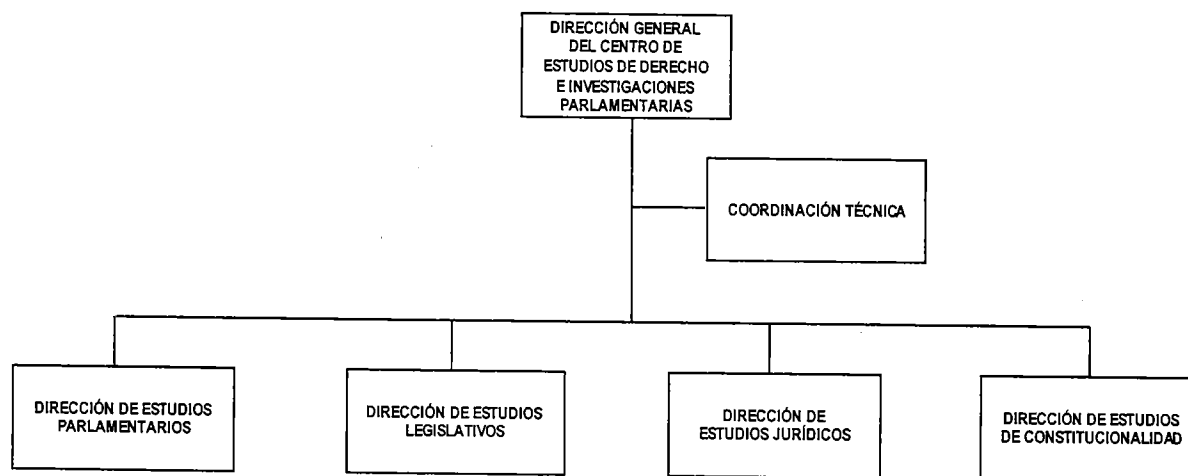 DIRECCIÓN GENERAL
DEL CENTRO DE
ESTUDIOS DE DERECHO
E INVESTIGACIONES
PARLAMENTARIAS
COORDINACIÓN TÉCNICA
DIRECCIÓN DE ESTUDIOS
PARLAMENTARIOS
DIRECCIÓN DE ESTUDIOS
LEGISLATIVOS
DIRECCIÓN DE
ESTUDIOS JURÍDICOS
DIRECCIÓN DE ESTUDIOS
DE CONSTITUCIONALIDAD